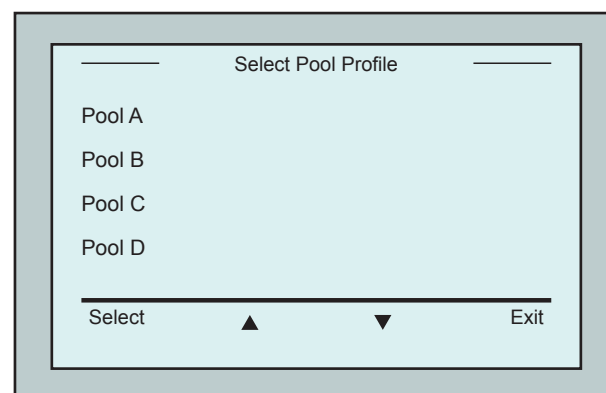 Select Pool Profile
Pool A
Pool B
Pool C
Pool D
Select ▲ ▼ Exit